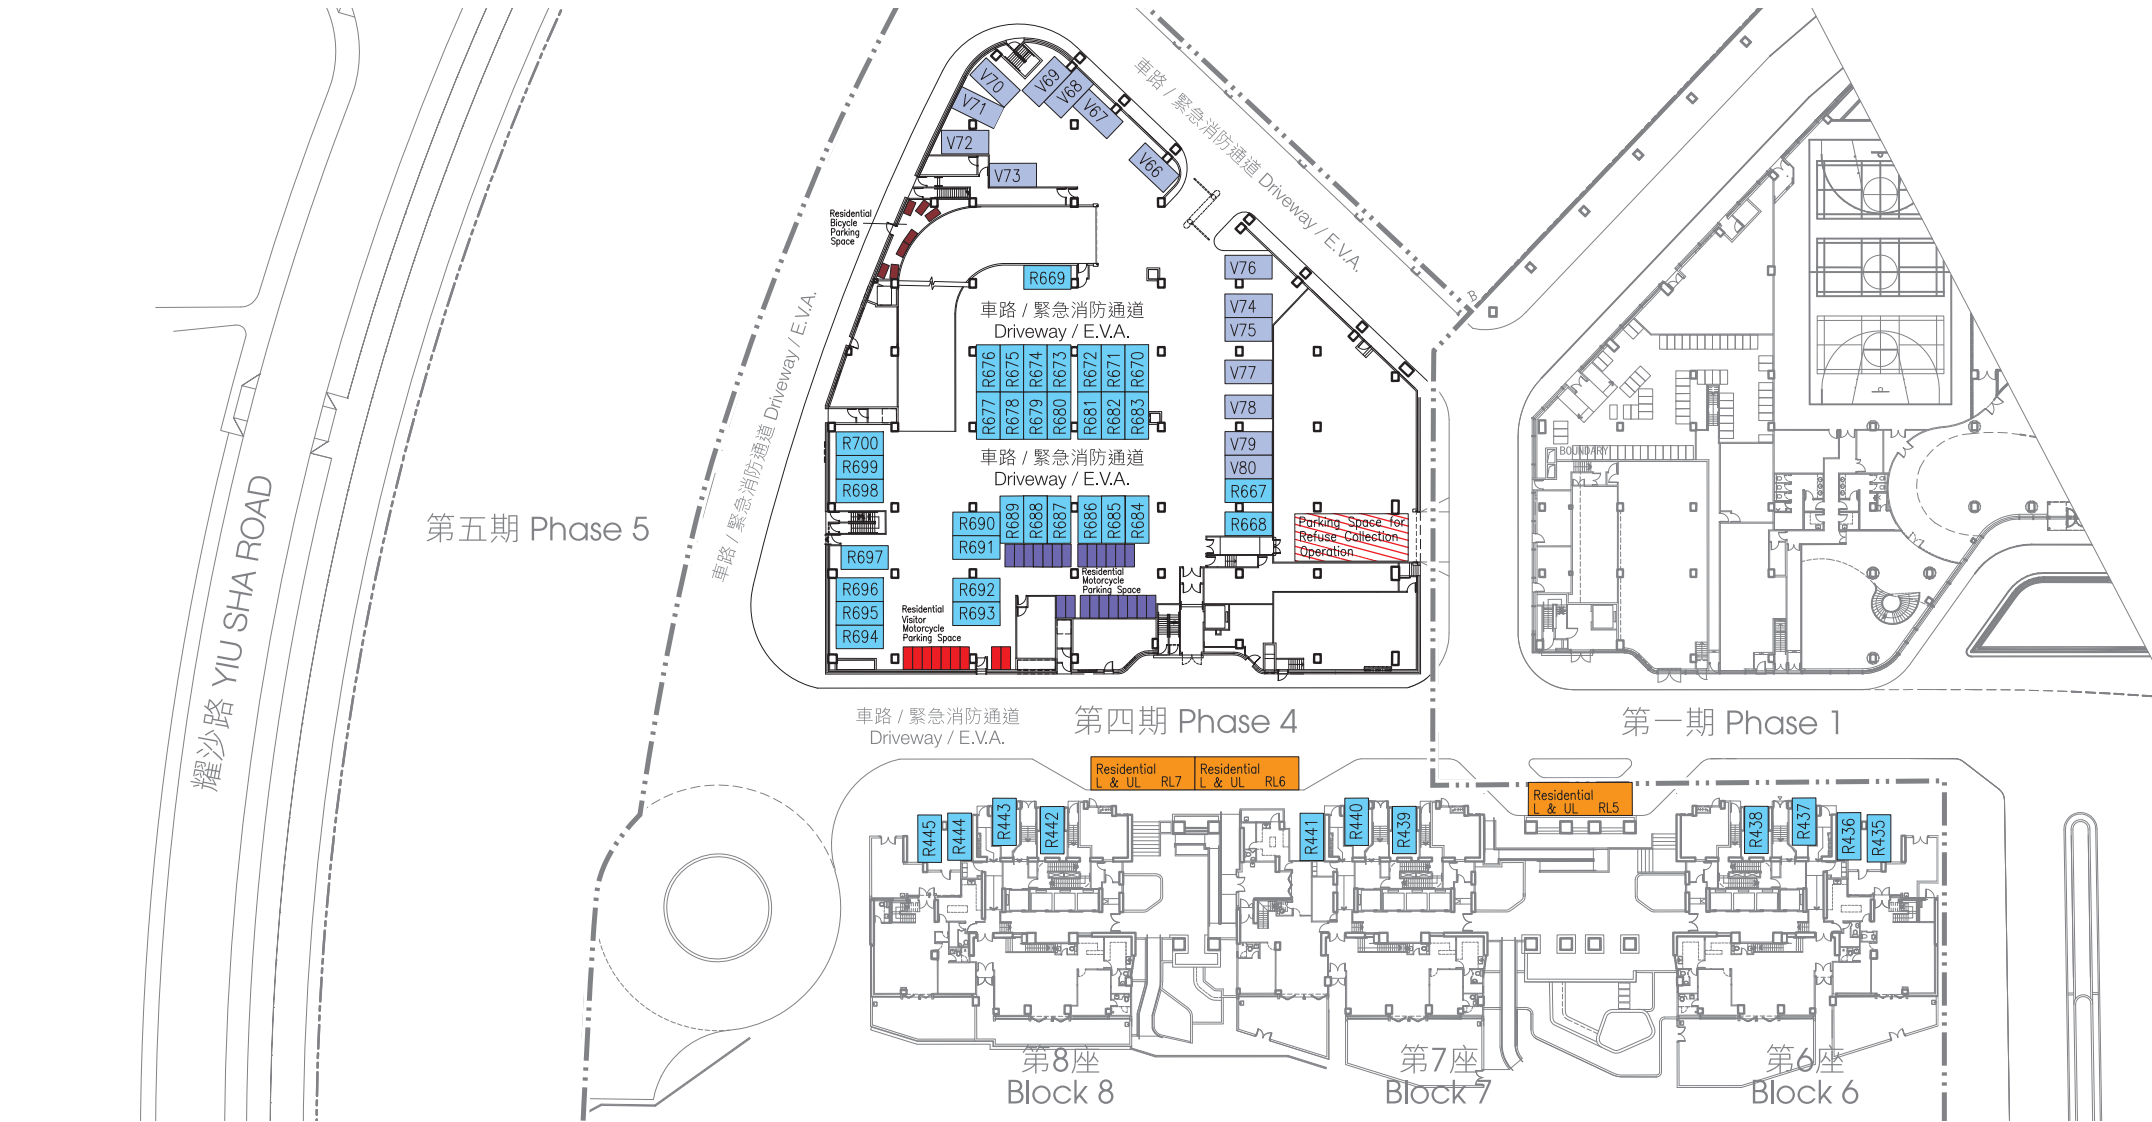 V70
V69
V68
V71
V67
V72
V66
V73
車路 / 緊急消防通道 Driveway / E.V.A.
Residential
Bicycle
Parking
Space
R669
V76
車路 / 緊急消防通道
Driveway / E.V.A.
V74
V75
車路 / 緊急消防通道 Driveway / E.V.A.
R676
R675
R674
R673
R672
R671
R670
V77
R677
R678
R679
R680
R681
R682
R683
V78
R700
R699
R698
車路 / 緊急消防通道
Driveway / E.V.A.
V79
V80
R667
R668
BOUNDARY
R690
R691
R689
R688
R687
R686
R685
R684
Parking Space for
Refuse Collection
Operation
第五期 Phase 5
耀沙路 YIU SHA ROAD
R697
R696
R695
R694
R692
R693
Residential
Motorcycle
Parking Space
Residential
Visitor
Motorcycle
Parking Space
車路 / 緊急消防通道
Driveway / E.V.A.
第四期 Phase 4
第一期 Phase 1
Residential
L & UL RL7
Residential
L & UL RL6
Residential
L & UL RL5
R445
R444
R443
R442
R441
R440
R439
R438
R437
R436
R435
第8座
Block 8
第7座
Block 7
第6座
Block 6